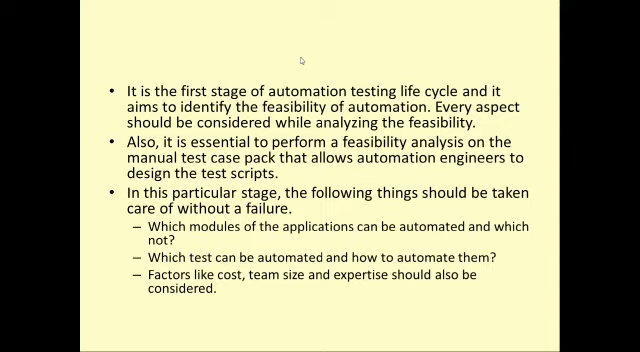 • It is the first stage of automation testing life cycle and it
aims to identify the feasibility of automation. Every aspect
should be considered while analyzing the feasibility.
• Also, it is essential to perform a feasibility analysis on the
manual test case pack that allows automation engineers to
design the test scripts.
• In this particular stage, the following things should be taken
care of without a failure.
– Which modules of the applications can be automated and which
not?
– Which test can be automated and how to automate them?
– Factors like cost, team size and expertise should also be
considered.